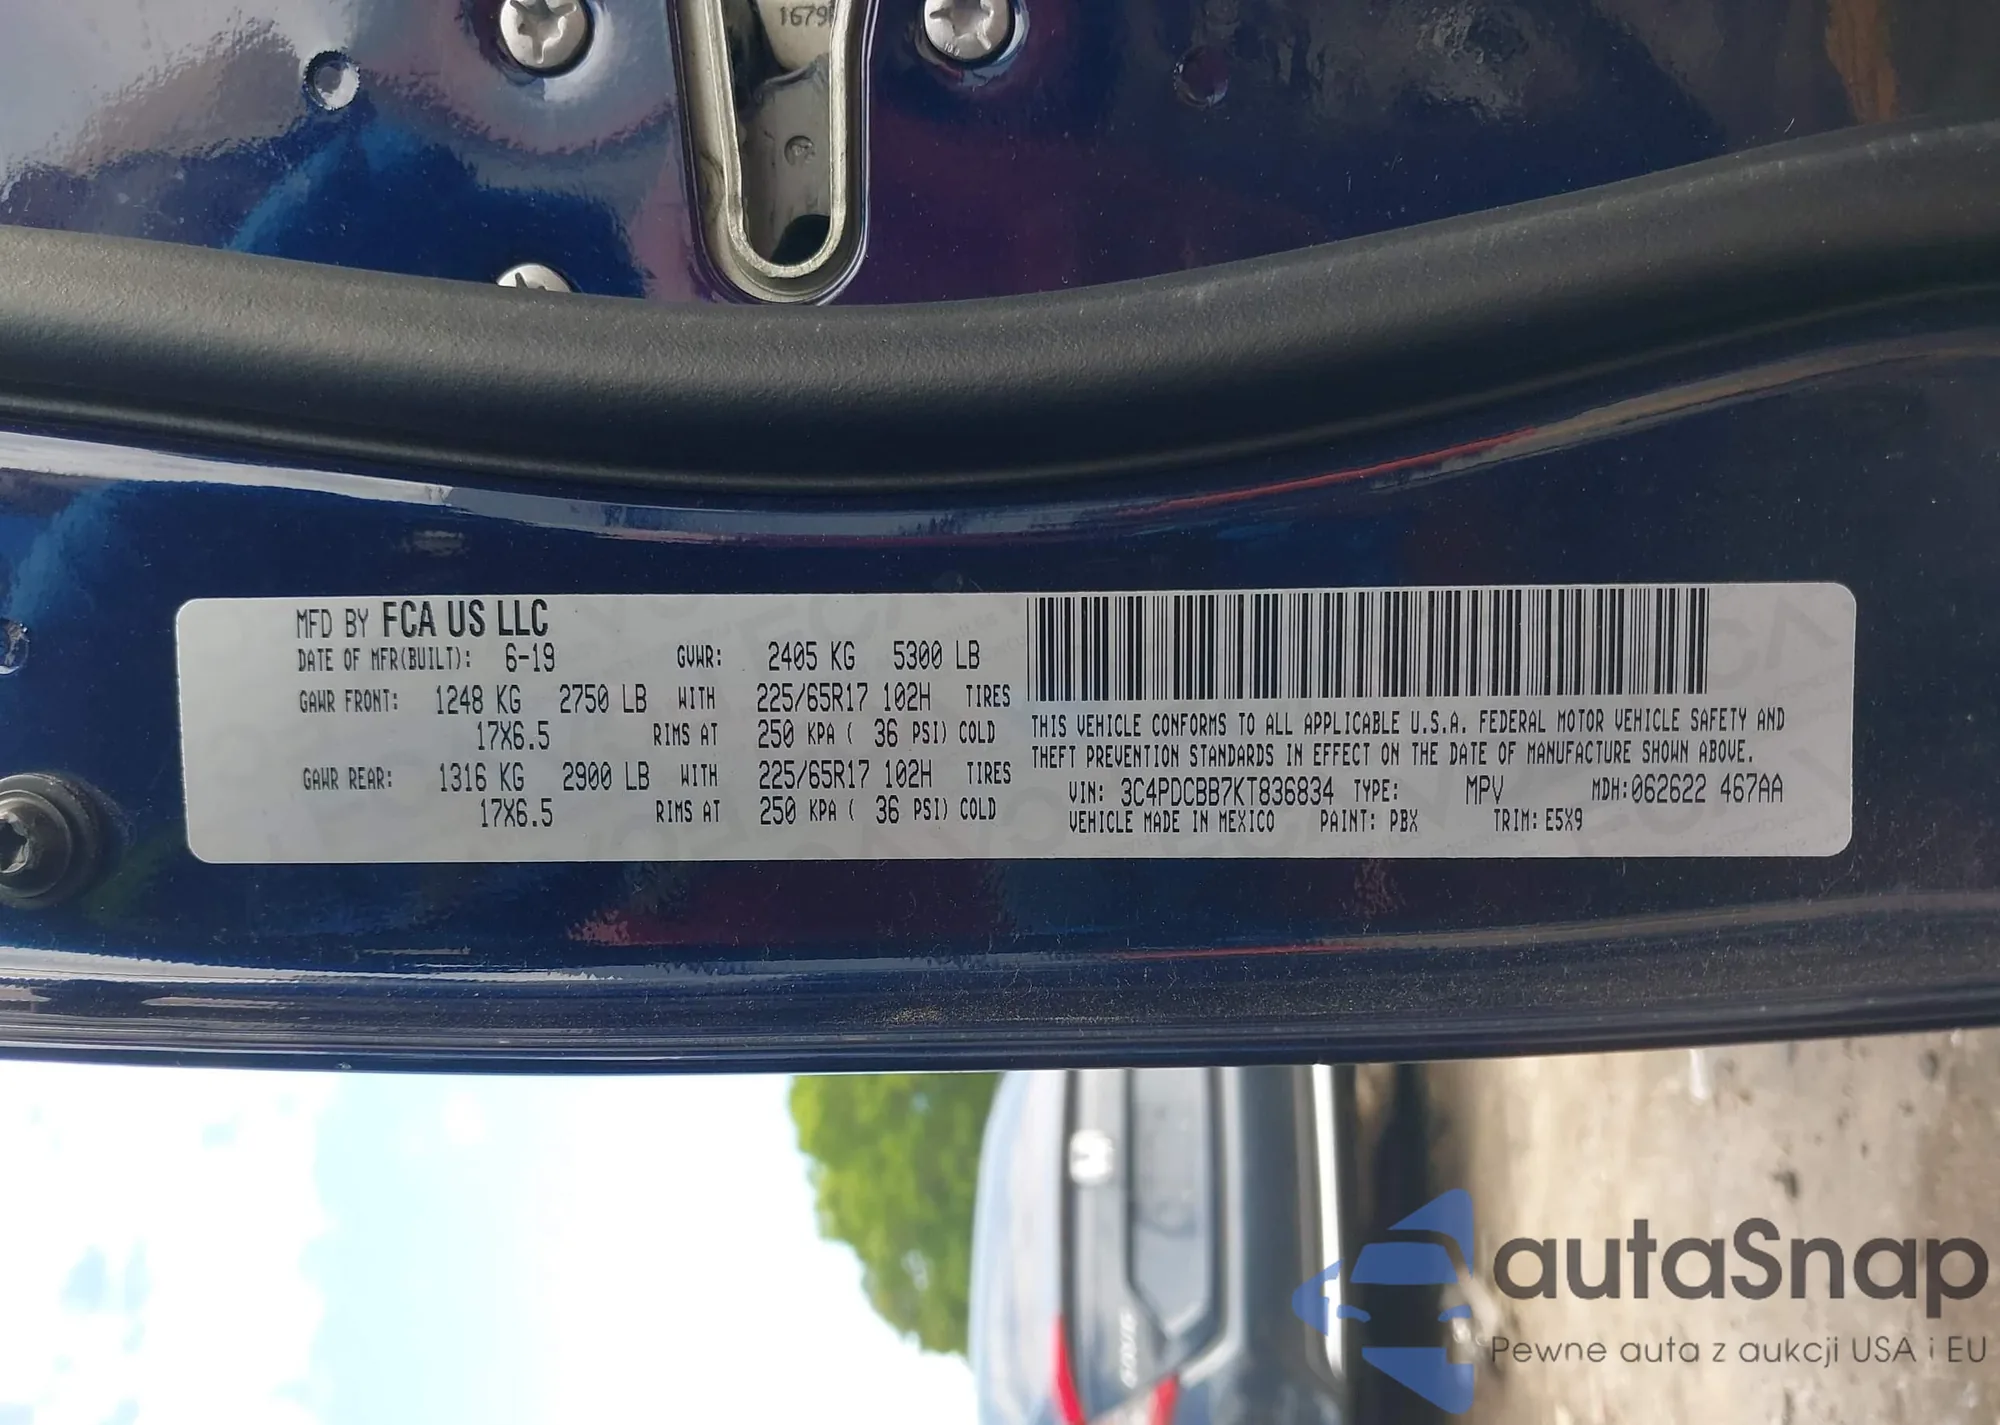 1679
MFD BY FCA US LLC
DATE OF MFR(BUILT): 6-19 GVWR: 2405 KG 5300 LB
GAWR FRONT: 1248 KG 2750 LB WITH 225/65R17 102H TIRES
17X6.5 RIMS AT 250 KPA ( 36 PSI) COLD
GAWR REAR: 1316 KG 2900 LB WITH 225/65R17 102H TIRES
17X6.5 RIMS AT 250 KPA ( 36 PSI) COLD
THIS VEHICLE CONFORMS TO ALL APPLICABLE U.S.A. FEDERAL MOTOR VEHICLE SAFETY AND
THEFT PREVENTION STANDARDS IN EFFECT ON THE DATE OF MANUFACTURE SHOWN ABOVE.
VIN: 3C4PDCBB7KT836834 TYPE: MPV MDH:062622 467AA
VEHICLE MADE IN MEXICO PAINT: PBX TRIM: E5X9
autaSnap
Pewne auta z aukcji USA i EU